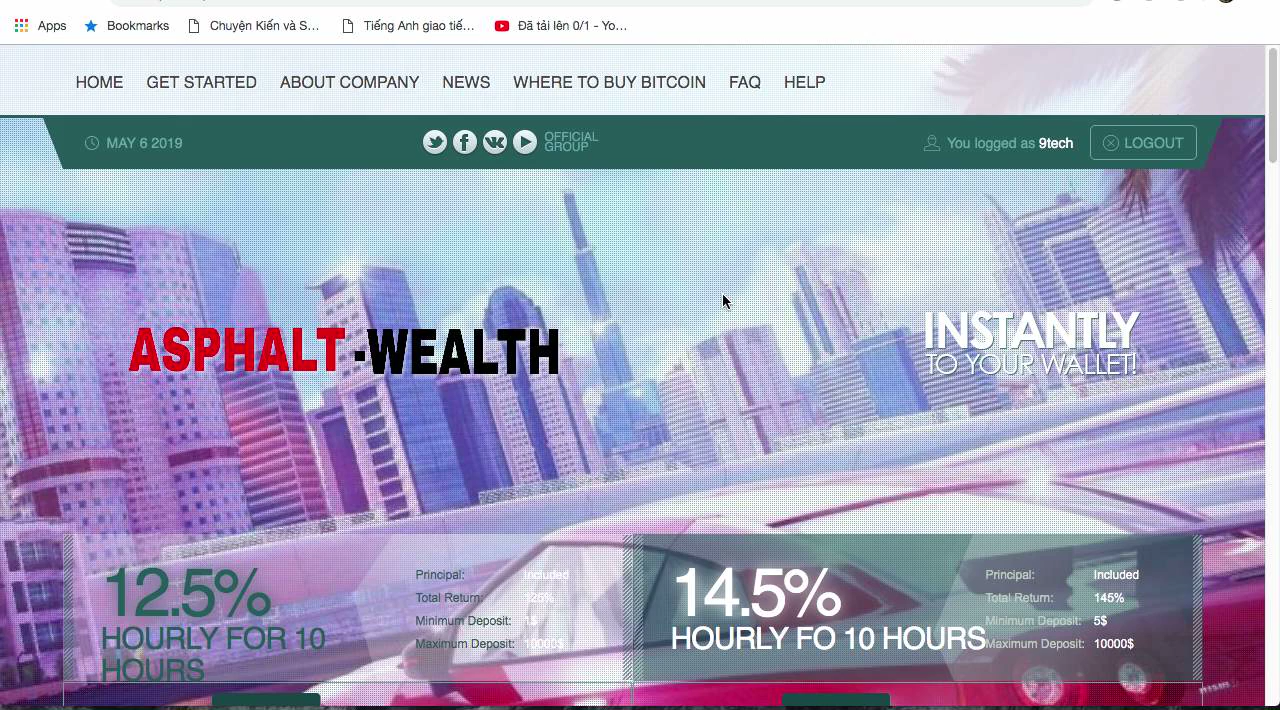 Apps Bookmarks Chuyện Kiến và S... Tiếng Anh giao tiế... Đã tải lên 0/1 - Yo...
HOME GET STARTED ABOUT COMPANY NEWS WHERE TO BUY BITCOIN FAQ HELP
MAY 6 2019
OFFICIAL
GROUP
You logged as 9tech
LOGOUT
ASPHALT-WEALTH
INSTANTLY
TO YOUR WALLET!
12.5%
HOURLY FOR 10
HOURS
Principal: Included
Total Return: 125%
Minimum Deposit:
Maximum Deposit: 10000$
14.5%
HOURLY FO 10 HOURS
Principal: Included
Total Return: 145%
Minimum Deposit: 5$
Maximum Deposit: 10000$